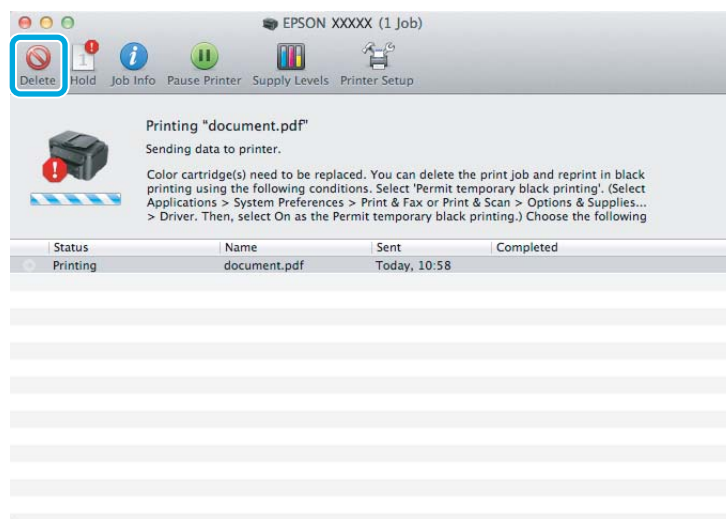 EPSON XXXXX (1 Job)
Delete Hold Job Info Pause Printer Supply Levels Printer Setup
Printing "document.pdf"
Sending data to printer.
Color cartridge(s) need to be replaced. You can delete the print job and reprint in black
printing using the following conditions. Select 'Permit temporary black printing'. (Select
Applications > System Preferences > Print & Fax or Print & Scan > Options & Supplies...
> Driver. Then, select On as the Permit temporary black printing.) Choose the following
Status Name Sent Completed
Printing document.pdf Today, 10:58